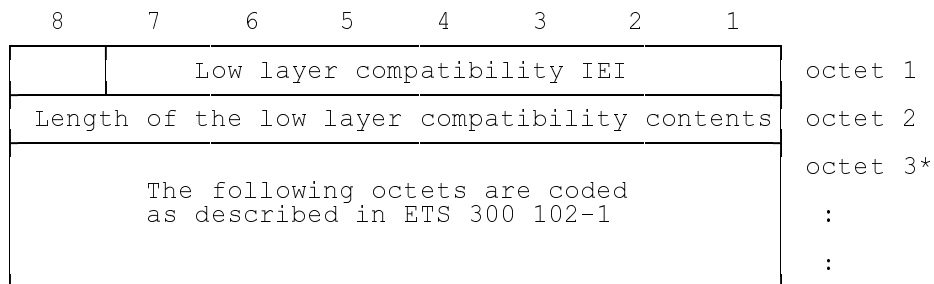 8 7 6 5 4 3 2 1
Low layer compatibility IEI octet 1
Length of the low layer compatibility contents octet 2
octet 3*
The following octets are coded
as described in ETS 300 102-1 :
: